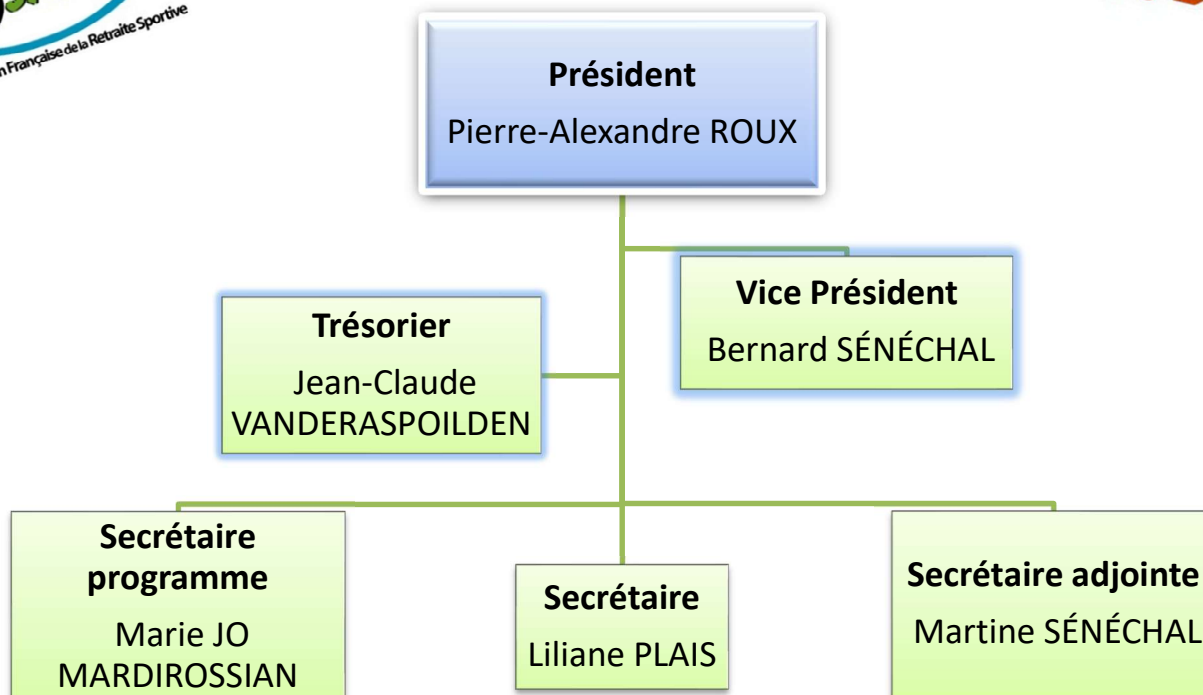 n Française de la Retraite Sportive
Président
Pierre-Alexandre ROUX
Vice Président
Bernard SÉNÉCHAL
Trésorier
Jean-Claude
VANDERASPOILDEN
Secrétaire
programme
Marie JO
MARDIROSSIAN
Secrétaire
Liliane PLAIS
Secrétaire adjointe
Martine SÉNÉCHAL